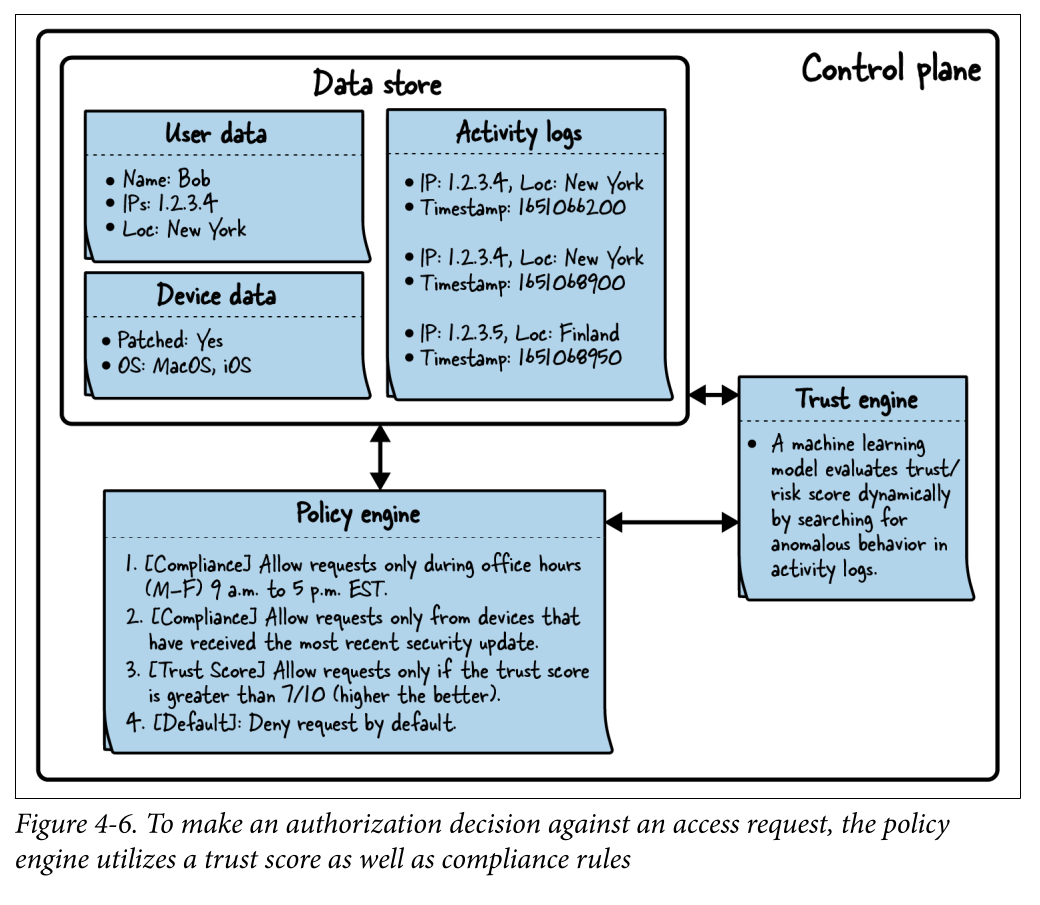 Control plane
Data store
User data
• Name: Bob
• IPs: 1.2.3.4
• Loc: New York
Device data
• Patched: Yes
• OS: MacOS, iOS
Activity logs
• IP: 1.2.3.4, Loc: New York
• Timestamp: 1651066200
• IP: 1.2.3.4, Loc: New York
• Timestamp: 1651068900
• IP: 1.2.3.5, Loc: Finland
• Timestamp: 1651068950
Trust engine
• A machine learning
model evaluates trust/
risk score dynamically
by searching for
anomalous behavior in
activity logs.
Policy engine
1. [Compliance] Allow requests only during office hours
(M–F) 9 a.m. to 5 p.m. EST.
2. [Compliance] Allow requests only from devices that
have received the most recent security update.
3. [Trust Score] Allow requests only if the trust score
is greater than 7/10 (higher the better).
4. [Default]: Deny request by default.
Figure 4-6. To make an authorization decision against an access request, the policy
engine utilizes a trust score as well as compliance rules